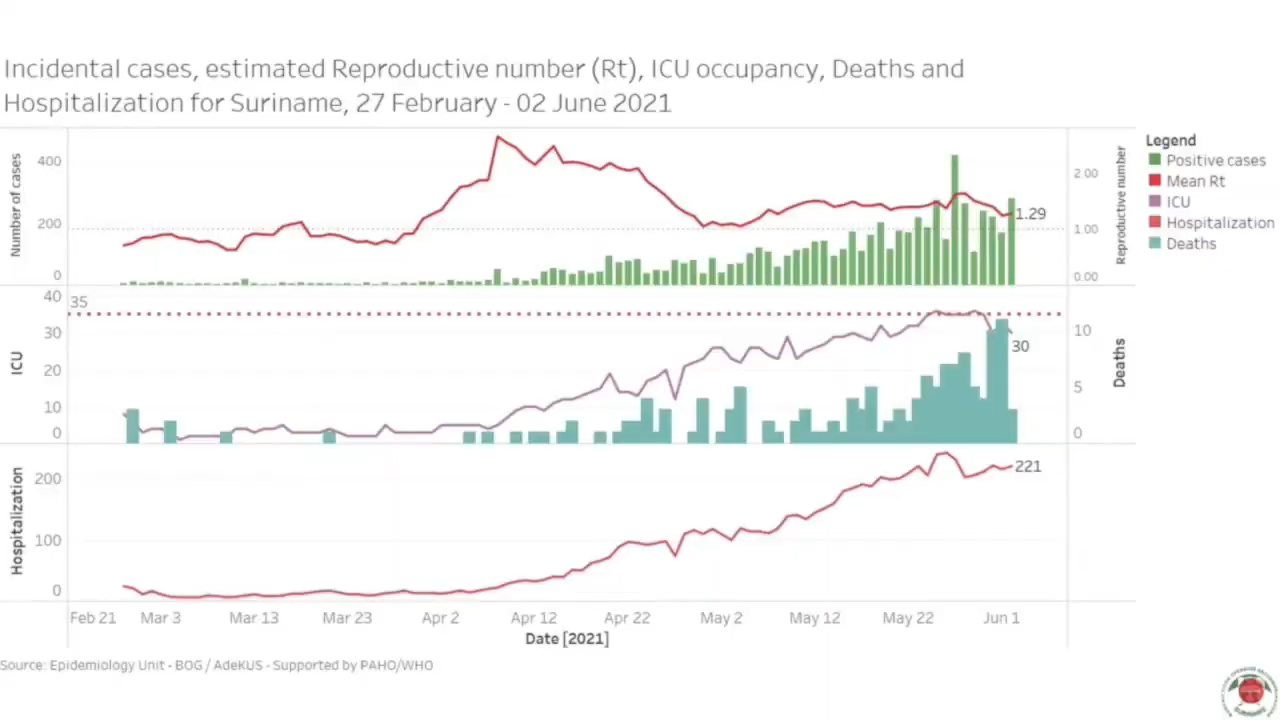 Incidental cases, estimated Reproductive number (Rt), ICU occupancy, Deaths and
Hospitalization for Suriname, 27 February - 02 June 2021
Legend
Positive cases
Mean Rt
ICU
Hospitalization
Deaths
Number of cases
400
200
0
Reproductive number
2.00
1.00
0.00
1.29
ICU
40
30
20
10
0
35
30
Deaths
10
5
0
Hospitalization
200
100
0
221
Feb 21 Mar 3 Mar 13 Mar 23 Apr 2 Apr 12 Apr 22 May 2 May 12 May 22 Jun 1
Date [2021]
Source: Epidemiology Unit - BOG / AdeKUS - Supported by PAHO/WHO
SURINAME